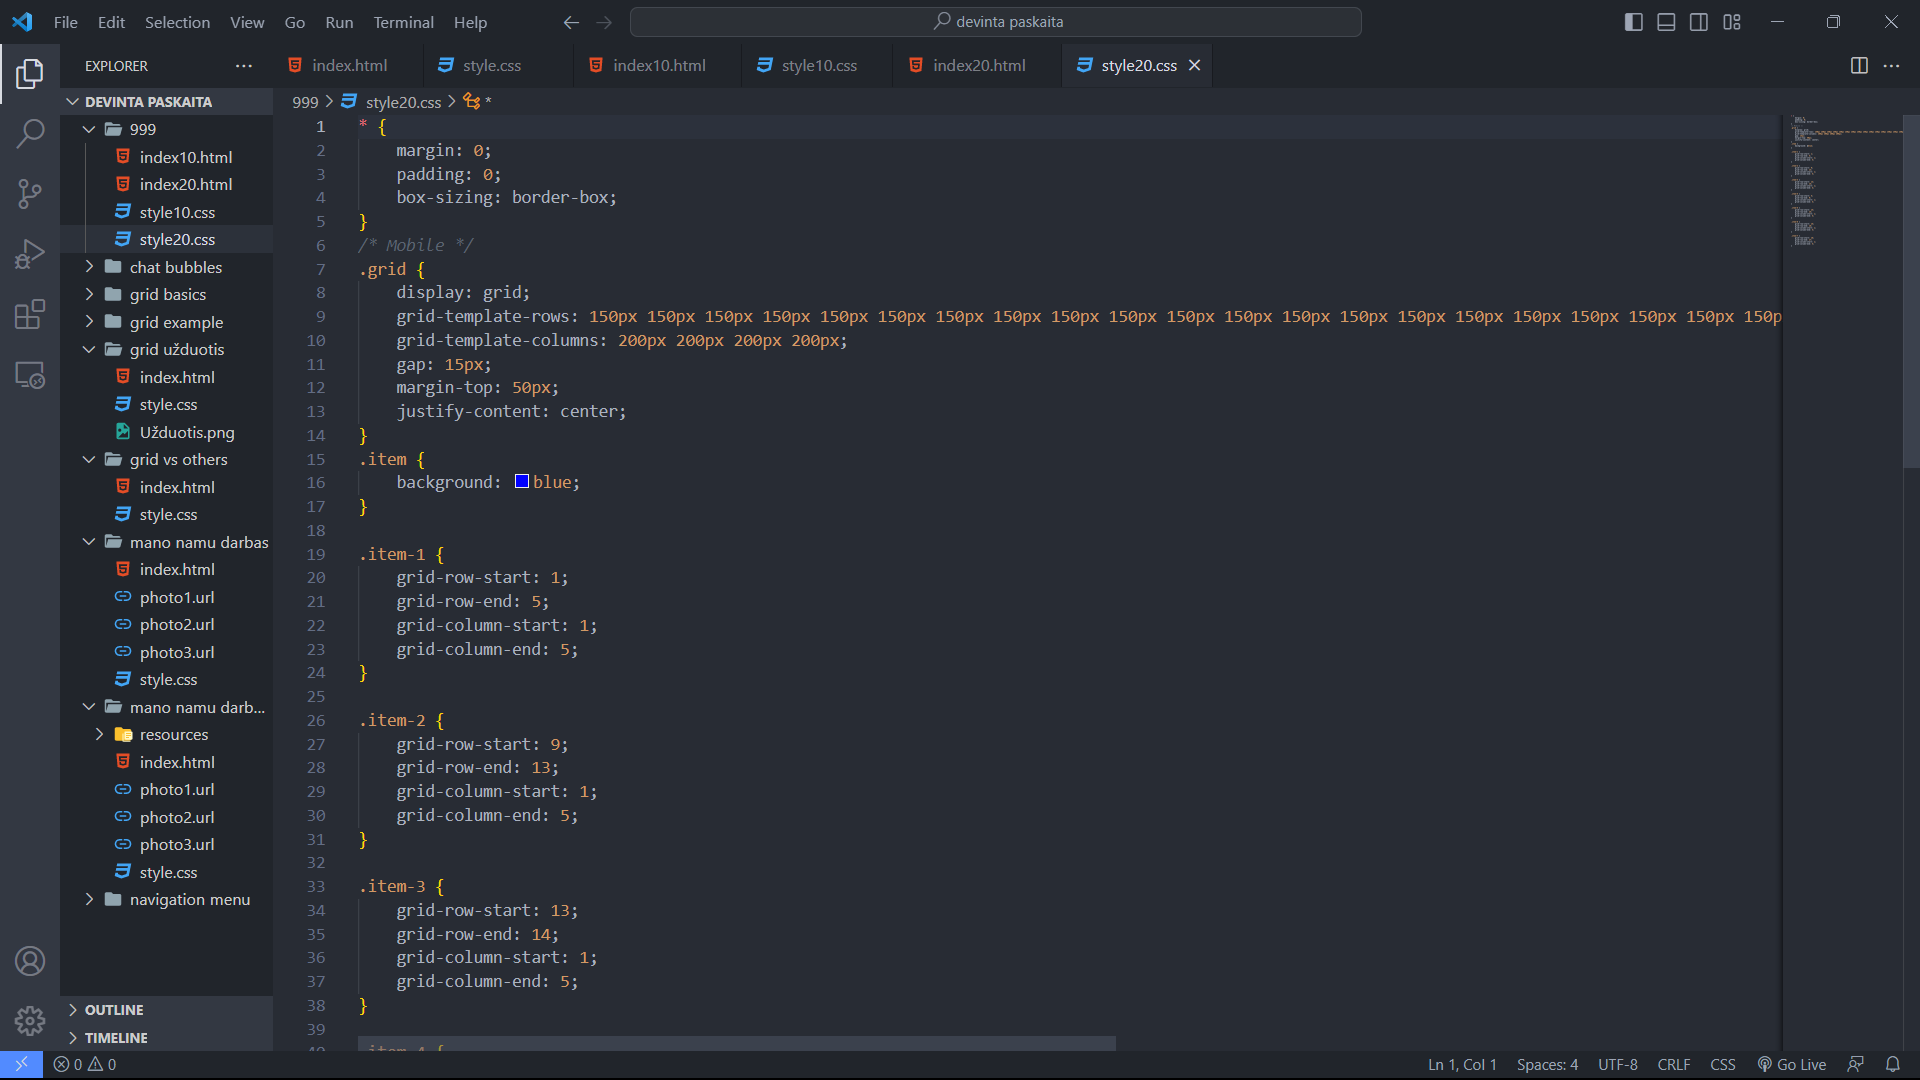 File Edit Selection View Go Run Terminal Help
devinta paskaita
EXPLORER
index.html
style.css
index10.html
style10.css
index20.html
style20.css
DEVINTA PASKAITA
999
index10.html
index20.html
style10.css
style20.css
chat bubbles
grid basics
grid example
grid užduotis
index.html
style.css
Užduotis.png
grid vs others
index.html
style.css
mano namu darbas
index.html
photo1.url
photo2.url
photo3.url
style.css
mano namu darb...
resources
index.html
photo1.url
photo2.url
photo3.url
style.css
navigation menu
OUTLINE
TIMELINE
999 > style20.css > *
1 * {
2 margin: 0;
3 padding: 0;
4 box-sizing: border-box;
5 }
6 /* Mobile */
7 .grid {
8 display: grid;
9 grid-template-rows: 150px 150px 150px 150px 150px 150px 150px 150px 150px 150px 150px 150px 150px 150px 150px 150px 150px 150px 150px 150px 150p
10 grid-template-columns: 200px 200px 200px 200px;
11 gap: 15px;
12 margin-top: 50px;
13 justify-content: center;
14 }
15 .item {
16 background: blue;
17 }
18
19 .item-1 {
20 grid-row-start: 1;
21 grid-row-end: 5;
22 grid-column-start: 1;
23 grid-column-end: 5;
24 }
25
26 .item-2 {
27 grid-row-start: 9;
28 grid-row-end: 13;
29 grid-column-start: 1;
30 grid-column-end: 5;
31 }
32
33 .item-3 {
34 grid-row-start: 13;
35 grid-row-end: 14;
36 grid-column-start: 1;
37 grid-column-end: 5;
38 }
39
40 .item-4 {
0 0
Ln 1, Col 1 Spaces: 4 UTF-8 CRLF CSS Go Live